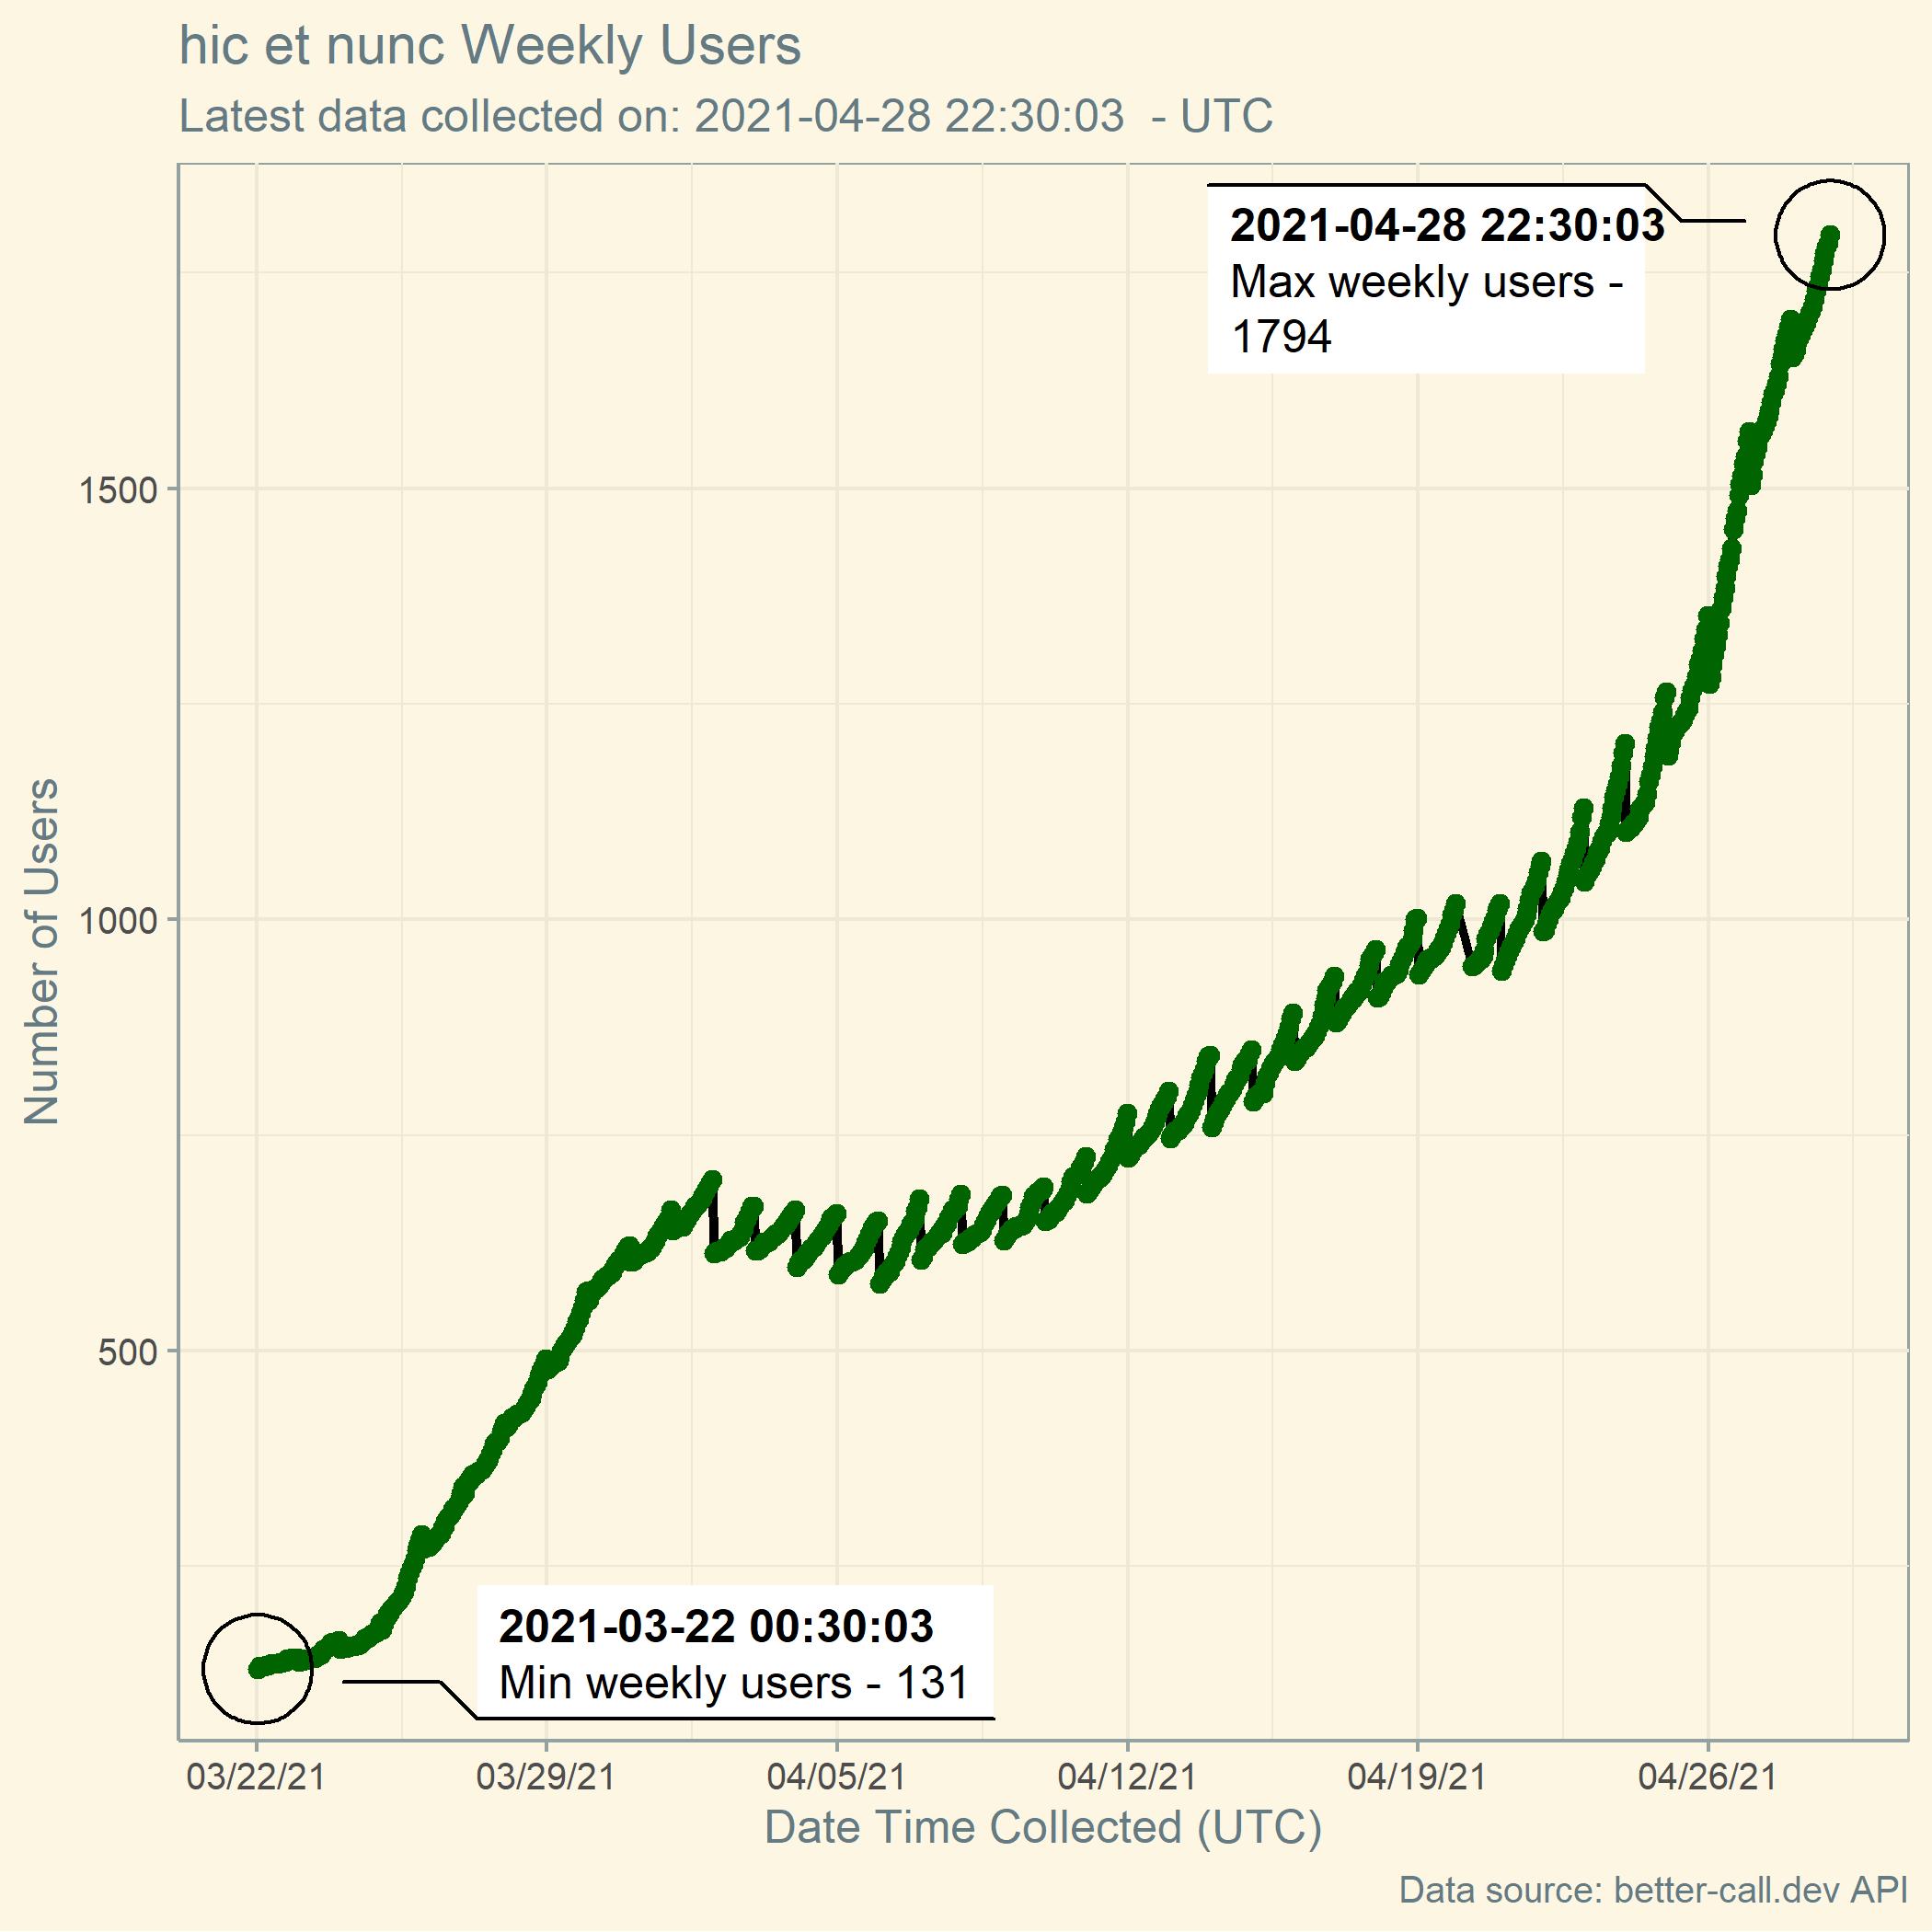 hic et nunc Weekly Users
Latest data collected on: 2021-04-28 22:30:03  - UTC
2021-04-28 22:30:03
Max weekly users -
1794
1500
1000
500
Number of Users
2021-03-22 00:30:03
Min weekly users - 131
03/22/21 03/29/21 04/05/21 04/12/21 04/19/21 04/26/21
Date Time Collected (UTC)
Data source: better-call.dev API